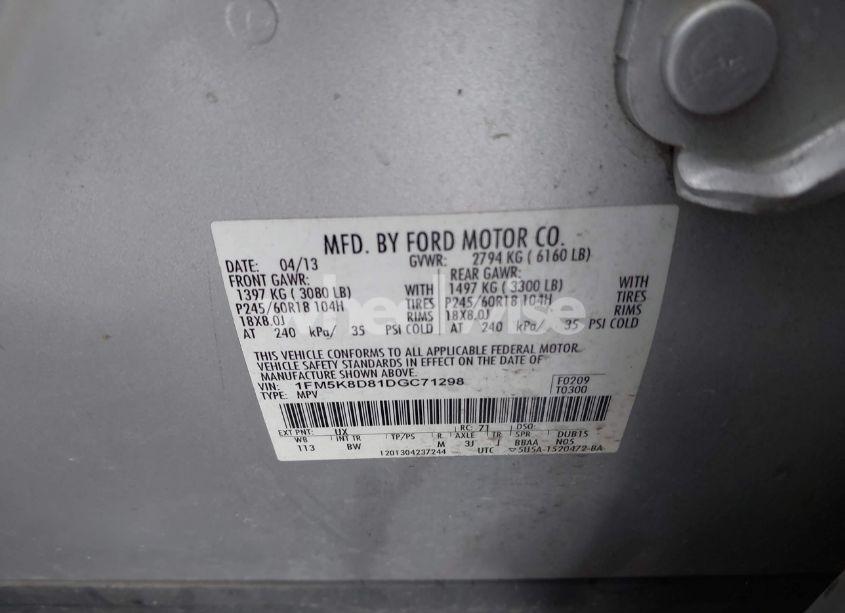 MFD. BY FORD MOTOR CO.
DATE: 04/13 GVWR: 2794 KG ( 6160 LB)
FRONT GAWR: REAR GAWR:
1397 KG ( 3080 LB) WITH 1497 KG ( 3300 LB) WITH
P245/60R18 104H TIRES P245/60R18 104H TIRES
18X8.0J RIMS 18X8.0J RIMS
AT 240 kPa/ 35 PSI COLD AT 240 kPa/ 35 PSI COLD
THIS VEHICLE CONFORMS TO ALL APPLICABLE FEDERAL MOTOR
VEHICLE SAFETY STANDARDS IN EFFECT ON THE DATE OF
MANUFACTURE SHOWN ABOVE.
VIN: 1FM5K8D81DGC71298 F0209
TYPE: MPV T0300
EXT PNT: UX RC: 71 DSO:
WB INT TR TP/PS R AXLE TR SPR
113 BW M 3J BBAA N05
1201304237244 UTC
wheelwise